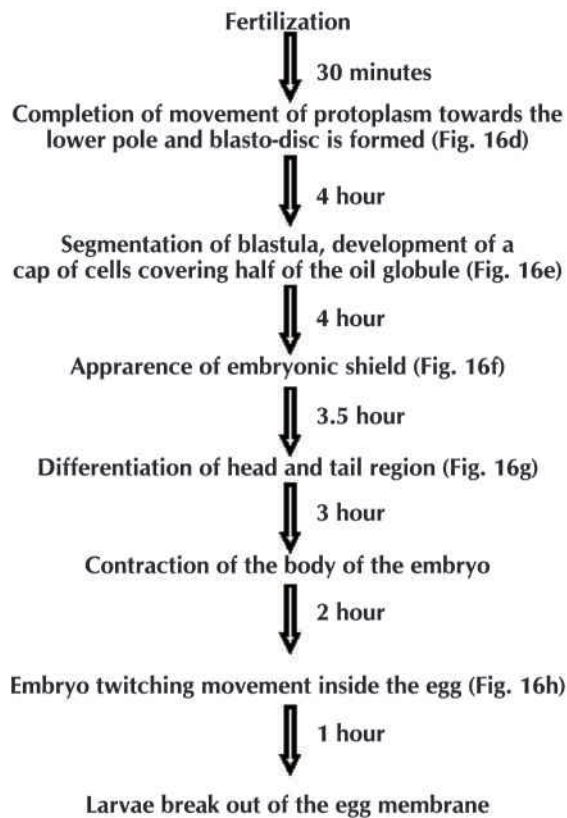 Fertilization
30 minutes
Completion of movement of protoplasm towards the
lower pole and blasto-disc is formed (Fig. 16d)
4 hour
Segmentation of blastula, development of a
cap of cells covering half of the oil globule (Fig. 16e)
4 hour
Apprarence of embryonic shield (Fig. 16f)
3.5 hour
Differentiation of head and tail region (Fig. 16g)
3 hour
Contraction of the body of the embryo
2 hour
Embryo twitching movement inside the egg (Fig. 16h)
1 hour
Larvae break out of the egg membrane